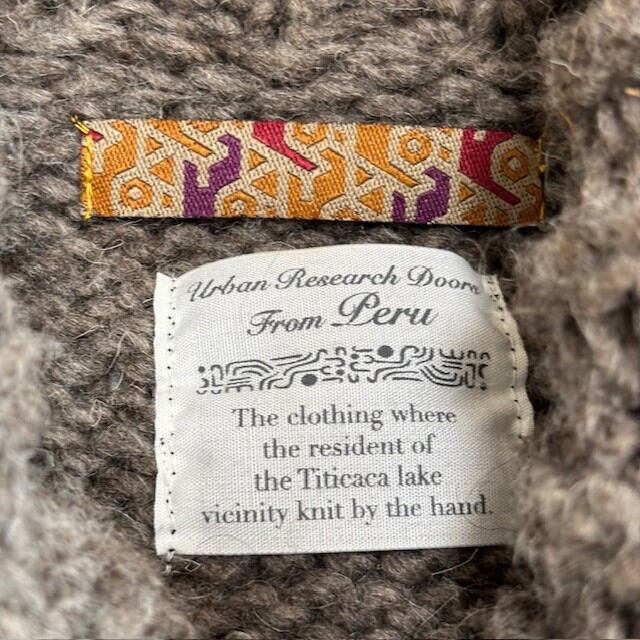 Urban Research Doors
From Peru
The clothing where
the resident of
the Titicaca lake
vicinity knit by the hand.